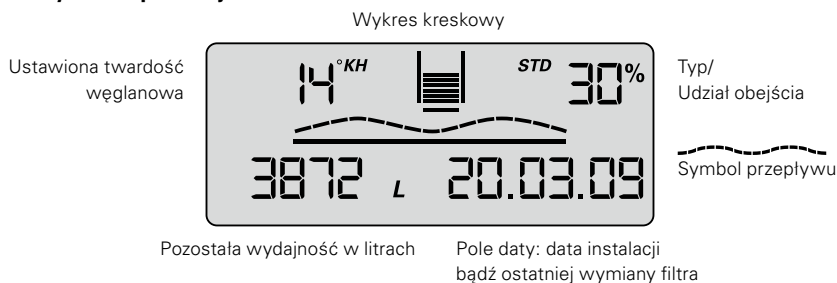 Wykres kreskowy
Ustawiona twardość
węglanowa
14 °KH
STD 30%
Typ/
Udział obejścia
Symbol przepływu
3872 L 20.03.09
Pozostała wydajność w litrach
Pole daty: data instalacji
bądź ostatniej wymiany filtra